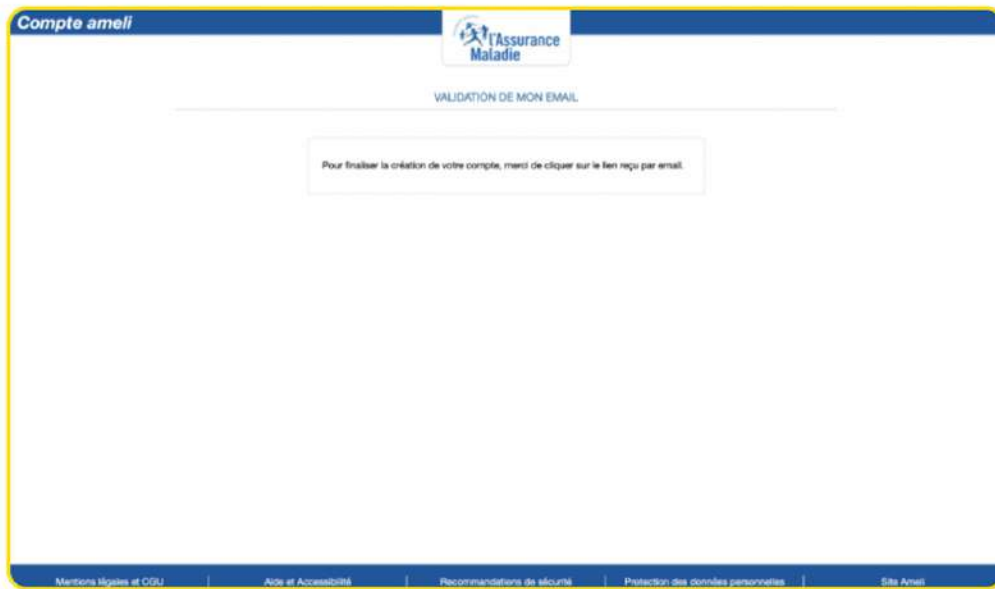 Compte ameli
l'Assurance
Maladie
VALIDATION DE MON EMAIL
Pour finaliser la création de votre compte, merci de cliquer sur le lien reçu par email.
Mentions légales et CGU | Aide et Accessibilité | Recommandations de sécurité | Protection des données personnelles | Site Ameli